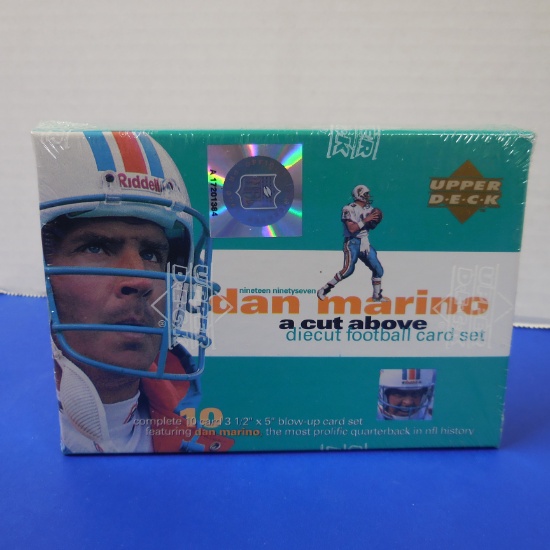 Riddell
A17201384
UPPER
DECK
nineteen ninetyseven
dan marino
a cut above
diecut football card set
10
complete 10 card 3 1/2" x 5" blow-up card set
featuring dan marino, the most prolific quarterback in nfl history